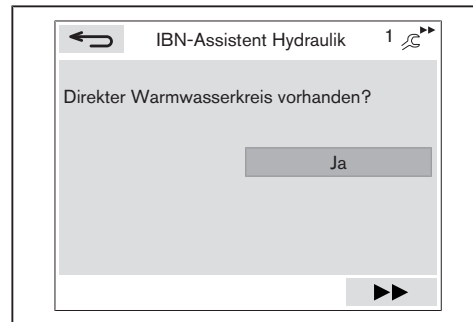 IBN-Assistent Hydraulik 1
Direkter Warmwasserkreis vorhanden?
Ja